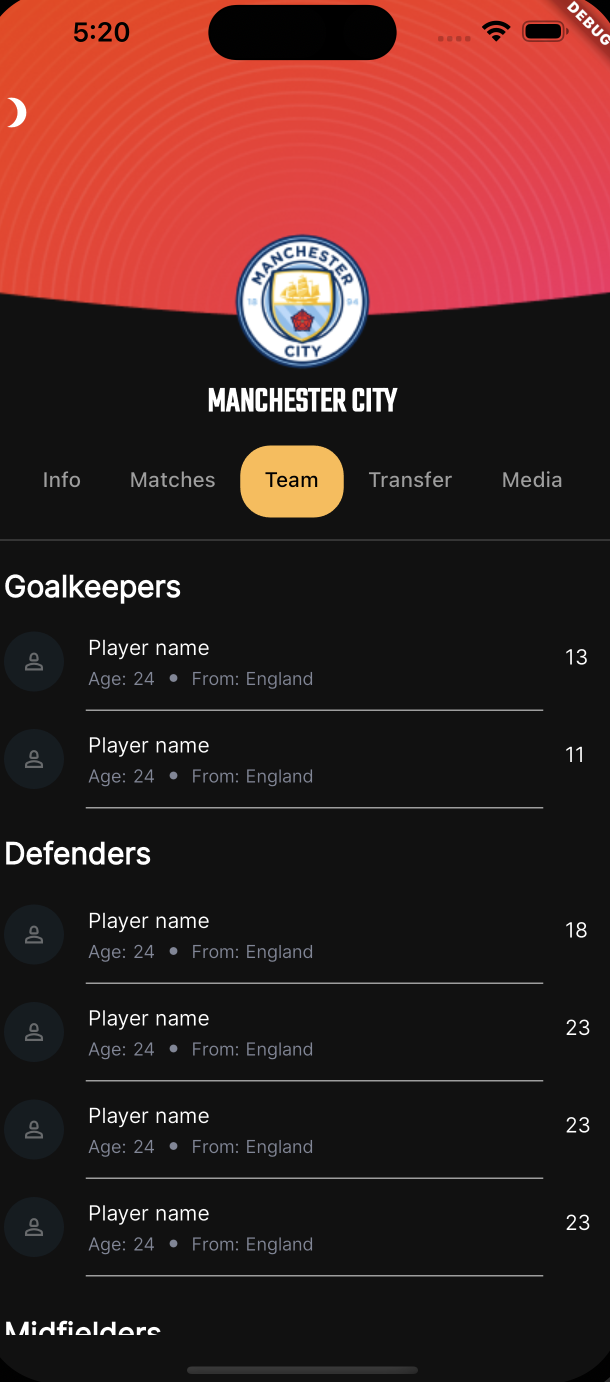 5:20
DEBUG
MANCHESTER
18 94
CITY
MANCHESTER CITY
Info Matches Team Transfer Media
Goalkeepers
Player name
13
Age: 24 • From: England
Player name
11
Age: 24 • From: England
Defenders
Player name
18
Age: 24 • From: England
Player name
23
Age: 24 • From: England
Player name
23
Age: 24 • From: England
Player name
23
Age: 24 • From: England
Midfielders